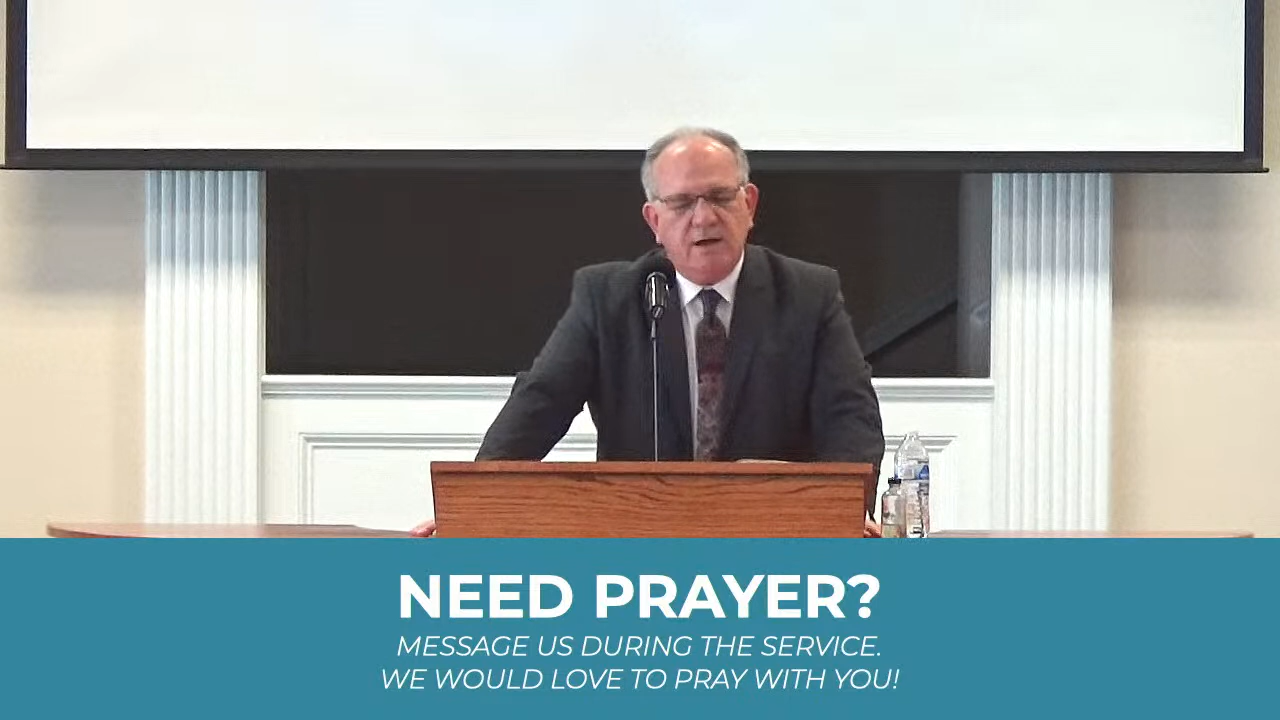 NEED PRAYER?
MESSAGE US DURING THE SERVICE.
WE WOULD LOVE TO PRAY WITH YOU!